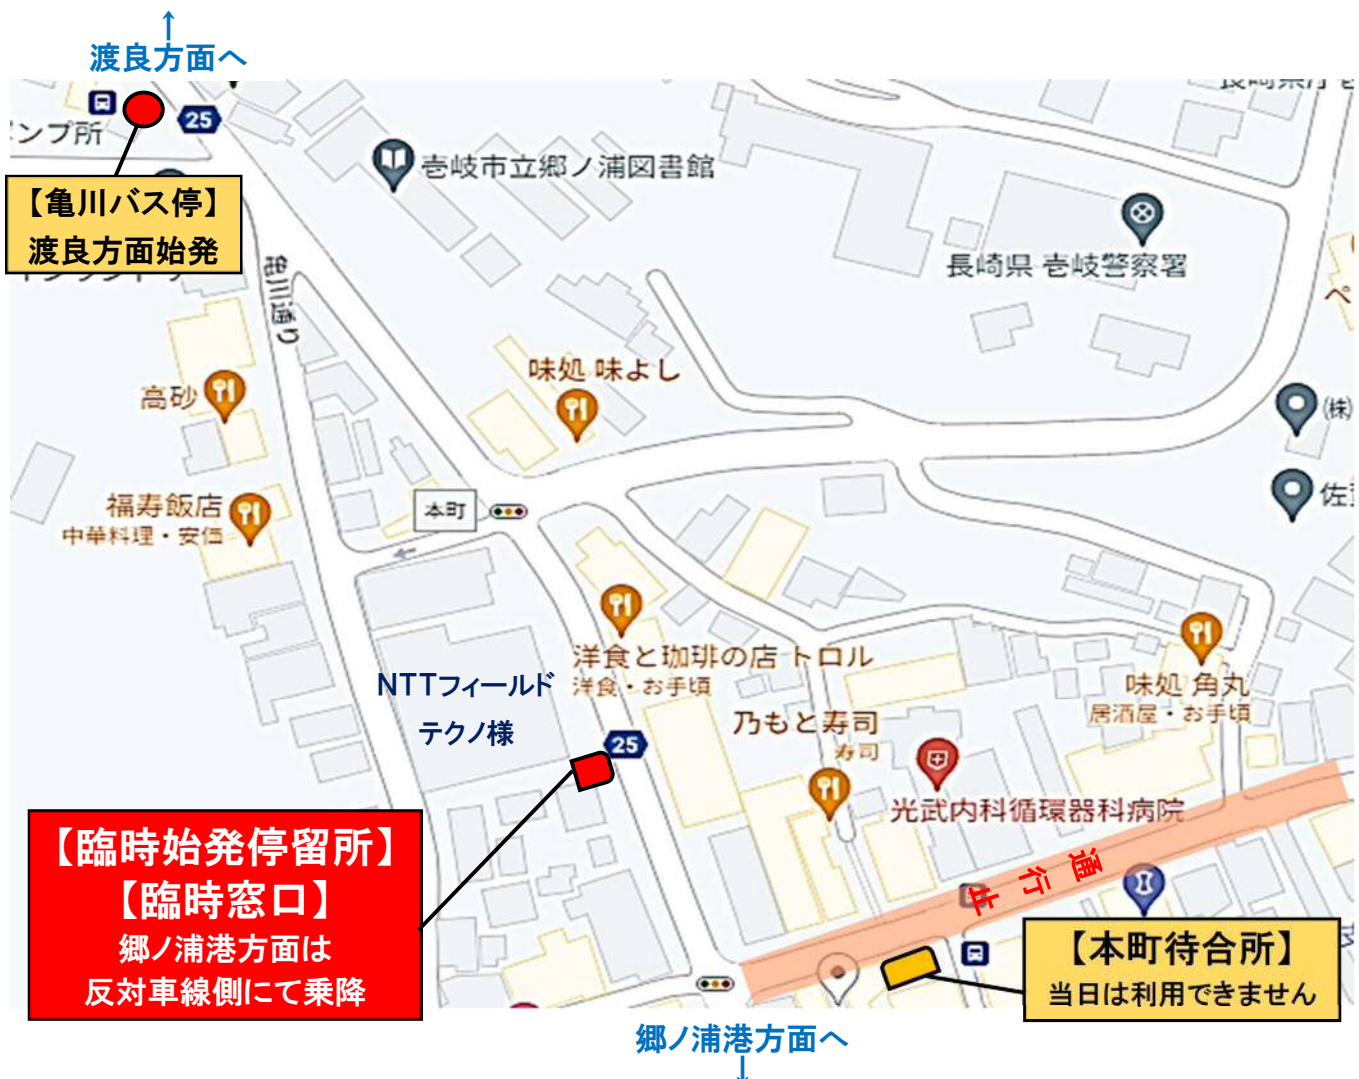 ↑
渡良方面へ
25
ンプ所
壱岐市立郷ノ浦図書館
【亀川バス停】
渡良方面始発
長崎県 壱岐警察署
亀川通り
味処 味よし
高砂
(株)
福寿飯店
中華料理・安価
本町
洋食と珈琲の店 トロル
洋食・お手頃
NTTフィールド
テクノ様
味処 角丸
居酒屋・お手頃
乃もと寿司
寿司
25
光武内科循環器科病院
通行止
【臨時始発停留所】
【臨時窓口】
郷ノ浦港方面は
反対車線側にて乗降
【本町待合所】
当日は利用できません
郷ノ浦港方面へ
↓